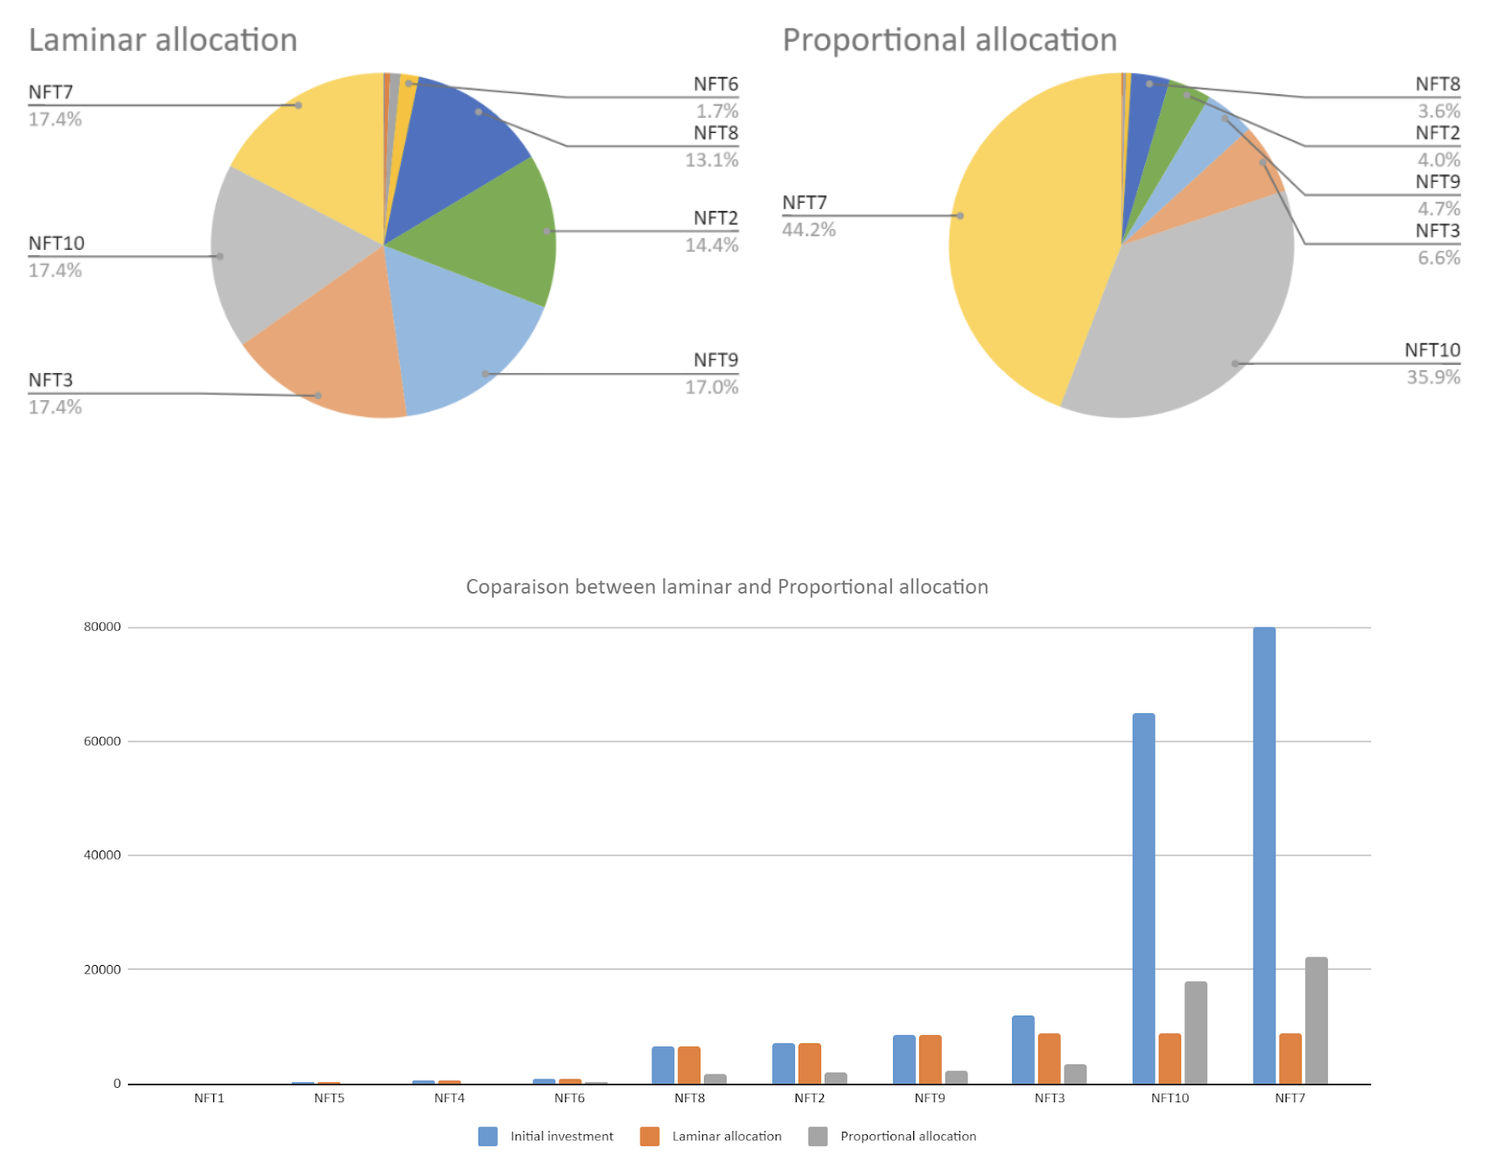 Laminar allocation
NFT7
17.4%
NFT10
17.4%
NFT3
17.4%
NFT6
1.7%
NFT8
13.1%
NFT2
14.4%
NFT9
17.0%
Proportional allocation
NFT7
44.2%
NFT8
3.6%
NFT2
4.0%
NFT9
4.7%
NFT3
6.6%
NFT10
35.9%
Coparaison between laminar and Proportional allocation
80000
60000
40000
20000
0
NFT1 NFT5 NFT4 NFT6 NFT8 NFT2 NFT9 NFT3 NFT10 NFT7
Initial investment Laminar allocation Proportional allocation